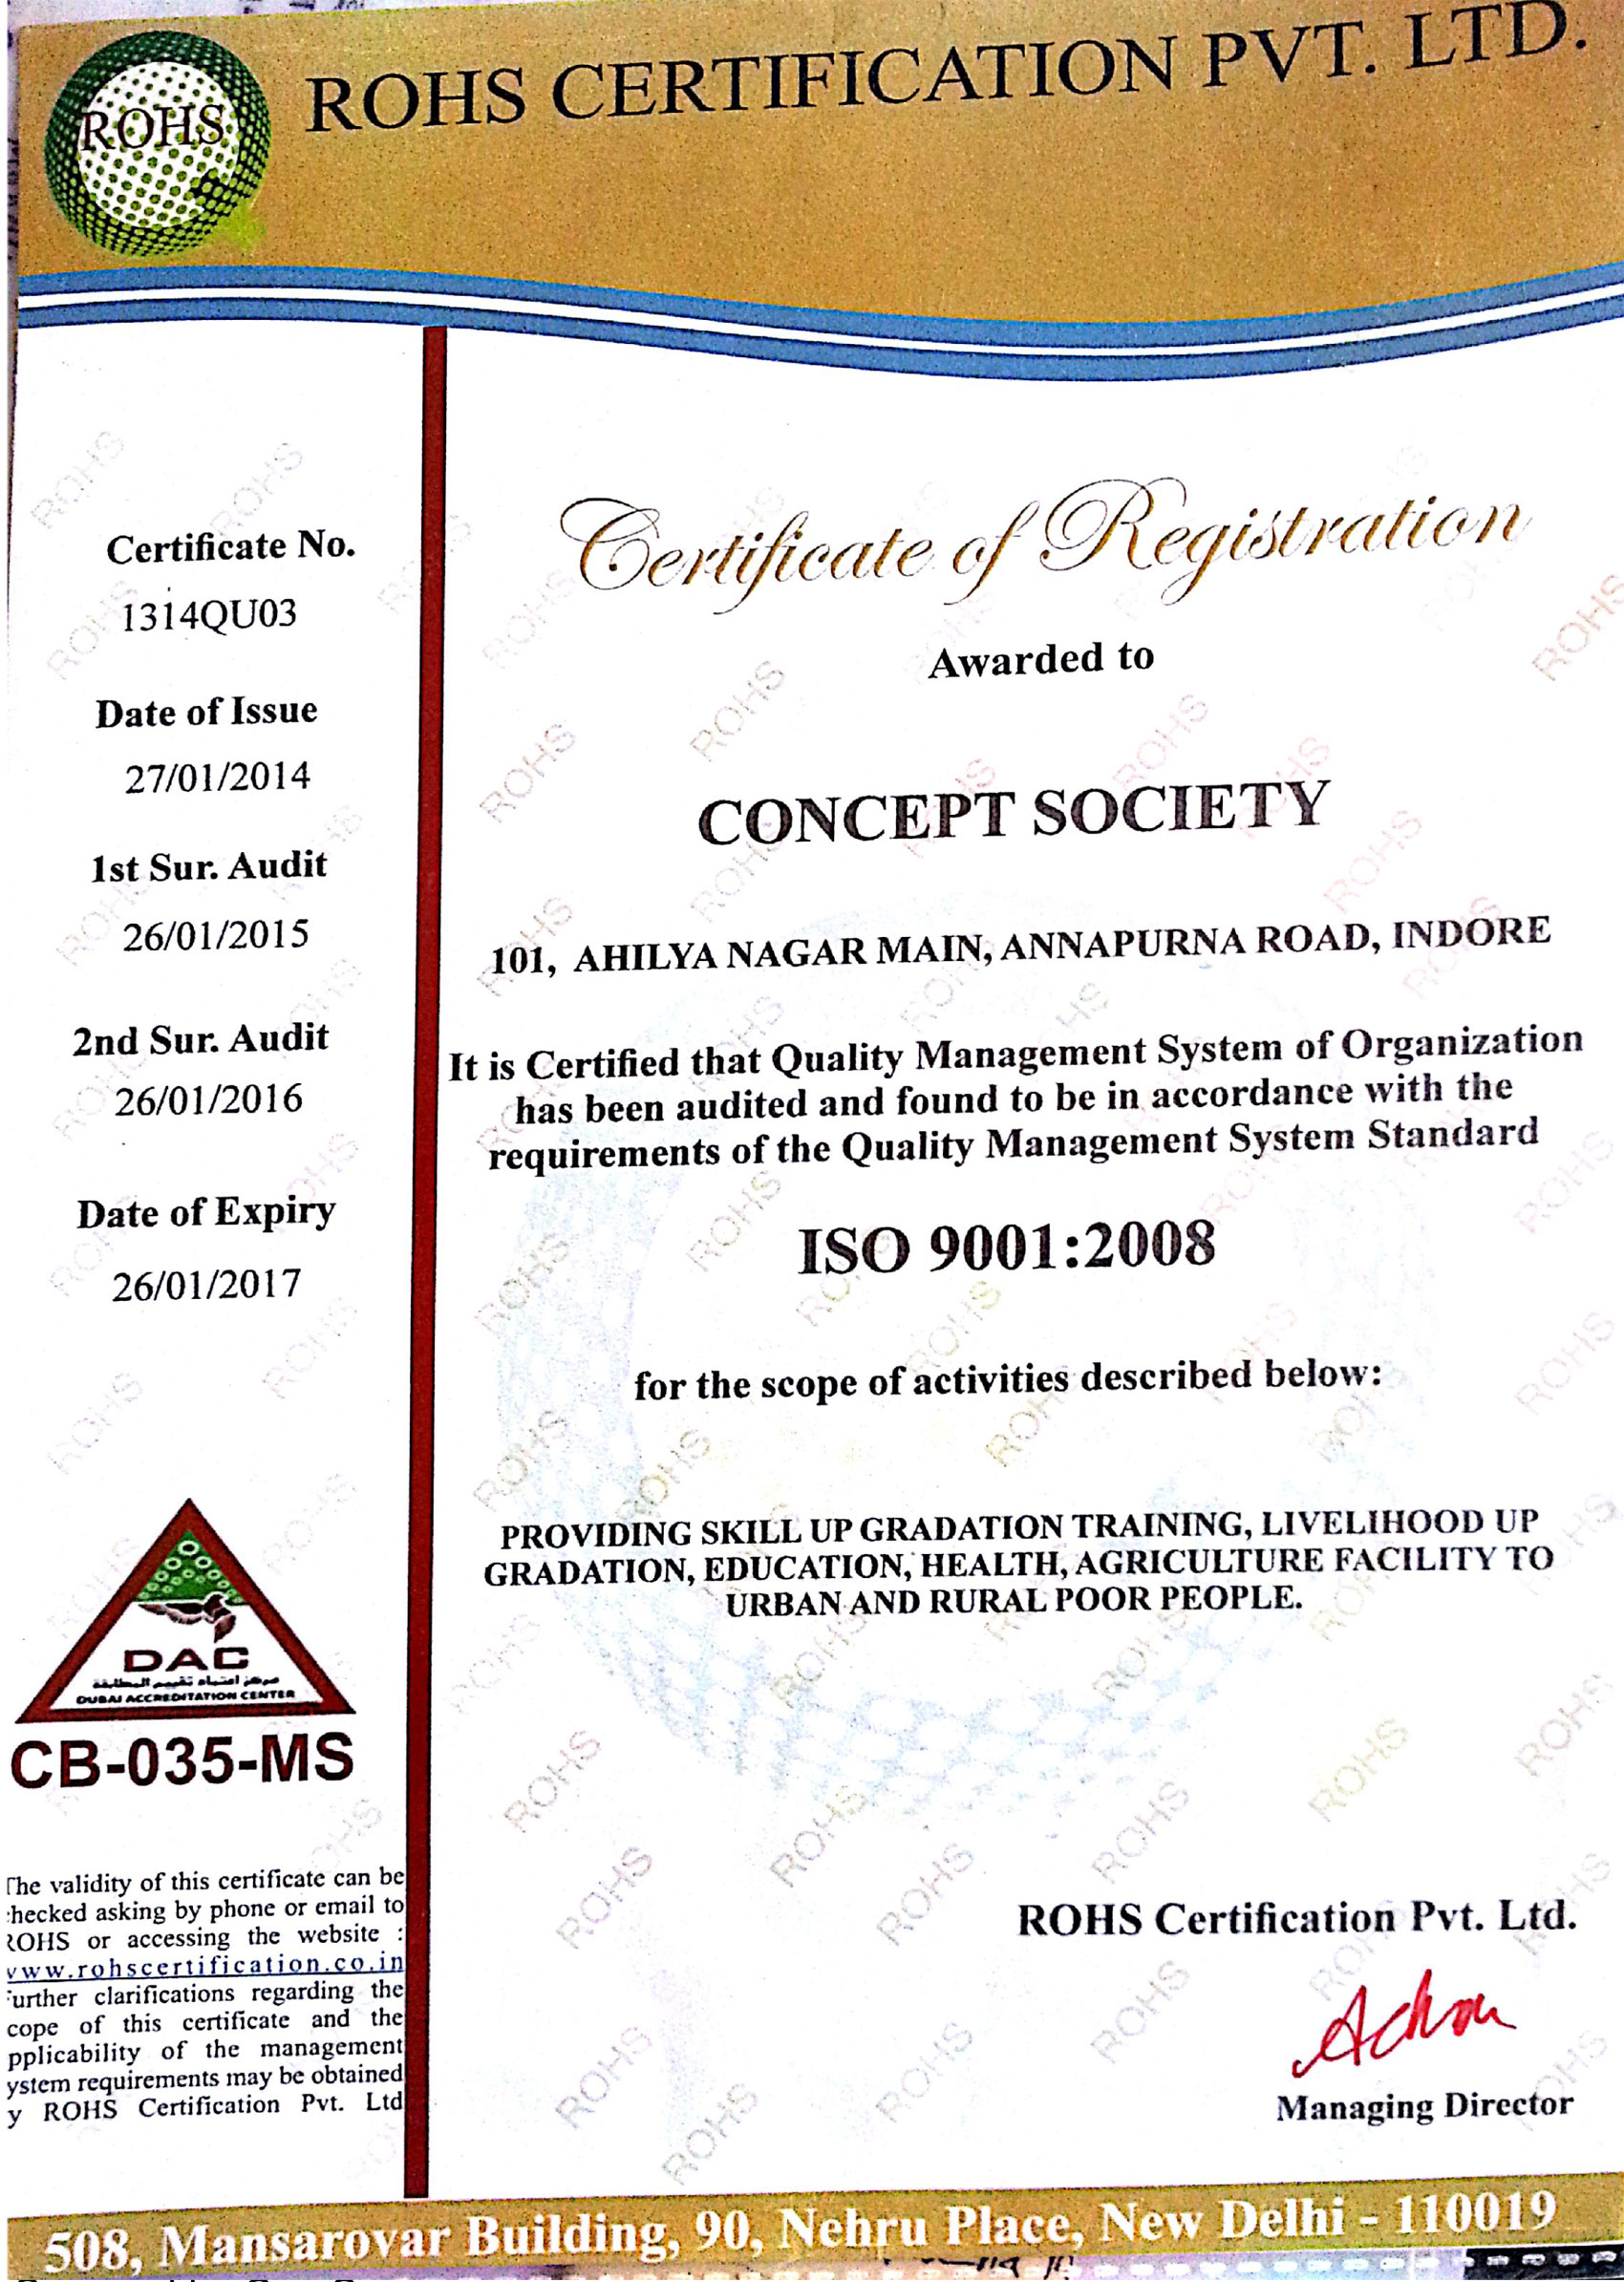 ROHS
ROHS CERTIFICATION PVT. LTD.
Certificate No.
1314QU03
Date of Issue
27/01/2014
1st Sur. Audit
26/01/2015
2nd Sur. Audit
26/01/2016
Date of Expiry
26/01/2017
DAC
مركز اعتماد تقييم المطابقة
DUBAI ACCREDITATION CENTER
CB-035-MS
The validity of this certificate can be
hecked asking by phone or email to
ROHS or accessing the website :
www.rohscertification.co.in
Further clarifications regarding the
cope of this certificate and the
pplicability of the management
ystem requirements may be obtained
y ROHS Certification Pvt. Ltd
Certificate of Registration
Awarded to
CONCEPT SOCIETY
101, AHILYA NAGAR MAIN, ANNAPURNA ROAD, INDORE
It is Certified that Quality Management System of Organization
has been audited and found to be in accordance with the
requirements of the Quality Management System Standard
ISO 9001:2008
for the scope of activities described below:
PROVIDING SKILL UP GRADATION TRAINING, LIVELIHOOD UP
GRADATION, EDUCATION, HEALTH, AGRICULTURE FACILITY TO
URBAN AND RURAL POOR PEOPLE.
ROHS Certification Pvt. Ltd.
Managing Director
508, Mansarovar Building, 90, Nehru Place, New Delhi - 110019